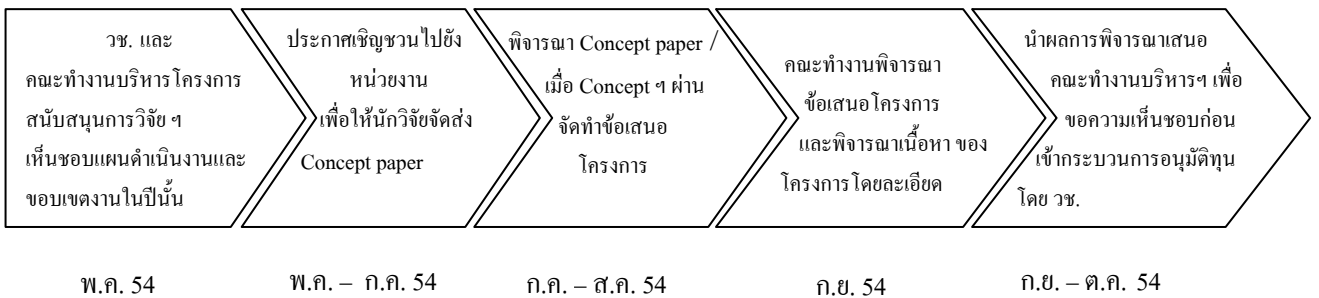 วช. และ
คณะทำงานบริหารโครงการ
สนับสนุนการวิจัย ฯ
เห็นชอบแผนดำเนินงานและ
ขอบเขตงานในปีนั้น
ประกาศเชิญชวนไปยัง
หน่วยงาน
เพื่อให้นักวิจัยจัดส่ง
Concept paper
พิจารณา Concept paper /
เมื่อ Concept ฯ ผ่าน
จัดทำข้อเสนอ
โครงการ
คณะทำงานพิจารณา
ข้อเสนอโครงการ
และพิจารณาเนื้อหา ของ
โครงการโดยละเอียด
นำผลการพิจารณาเสนอ
คณะทำงานบริหารฯ เพื่อ
ขอความเห็นชอบก่อน
เข้ากระบวนการอนุมัติทุน
โดย วช.
พ.ค. 54
พ.ค. – ก.ค. 54
ก.ค. – ส.ค. 54
ก.ย. 54
ก.ย. – ต.ค. 54